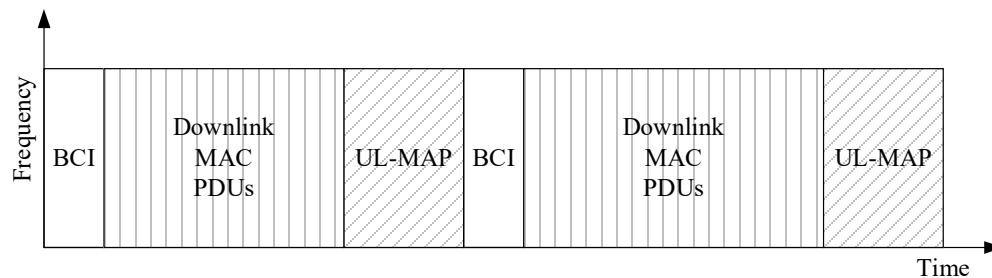 Frequency
BCI
Downlink
MAC
PDUs
UL-MAP
BCI
Downlink
MAC
PDUs
UL-MAP
Time